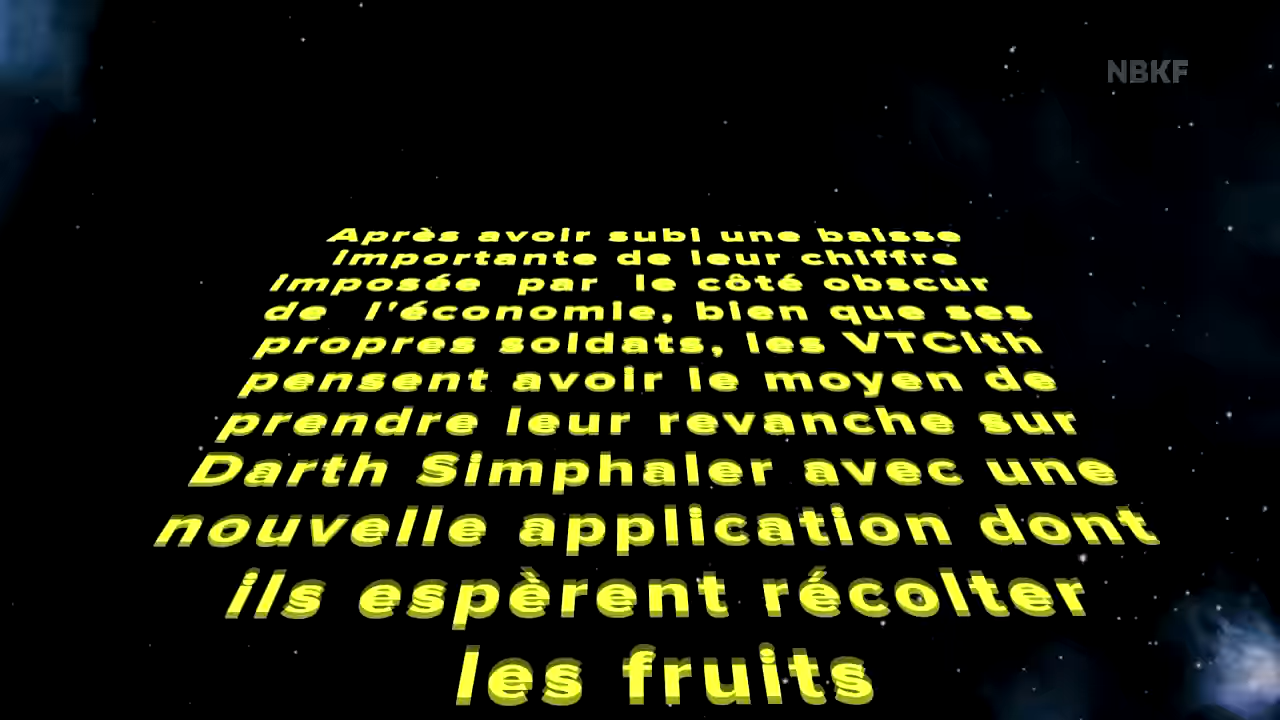 NBKF
Après avoir subi une baisse
importante de leur chiffre
imposée par le côté obscur
de l'économie, bien que ses
propres soldats, les VTCith
pensent avoir le moyen de
prendre leur revanche sur
Darth Simphaler avec une
nouvelle application dont
ils espèrent récolter
les fruits